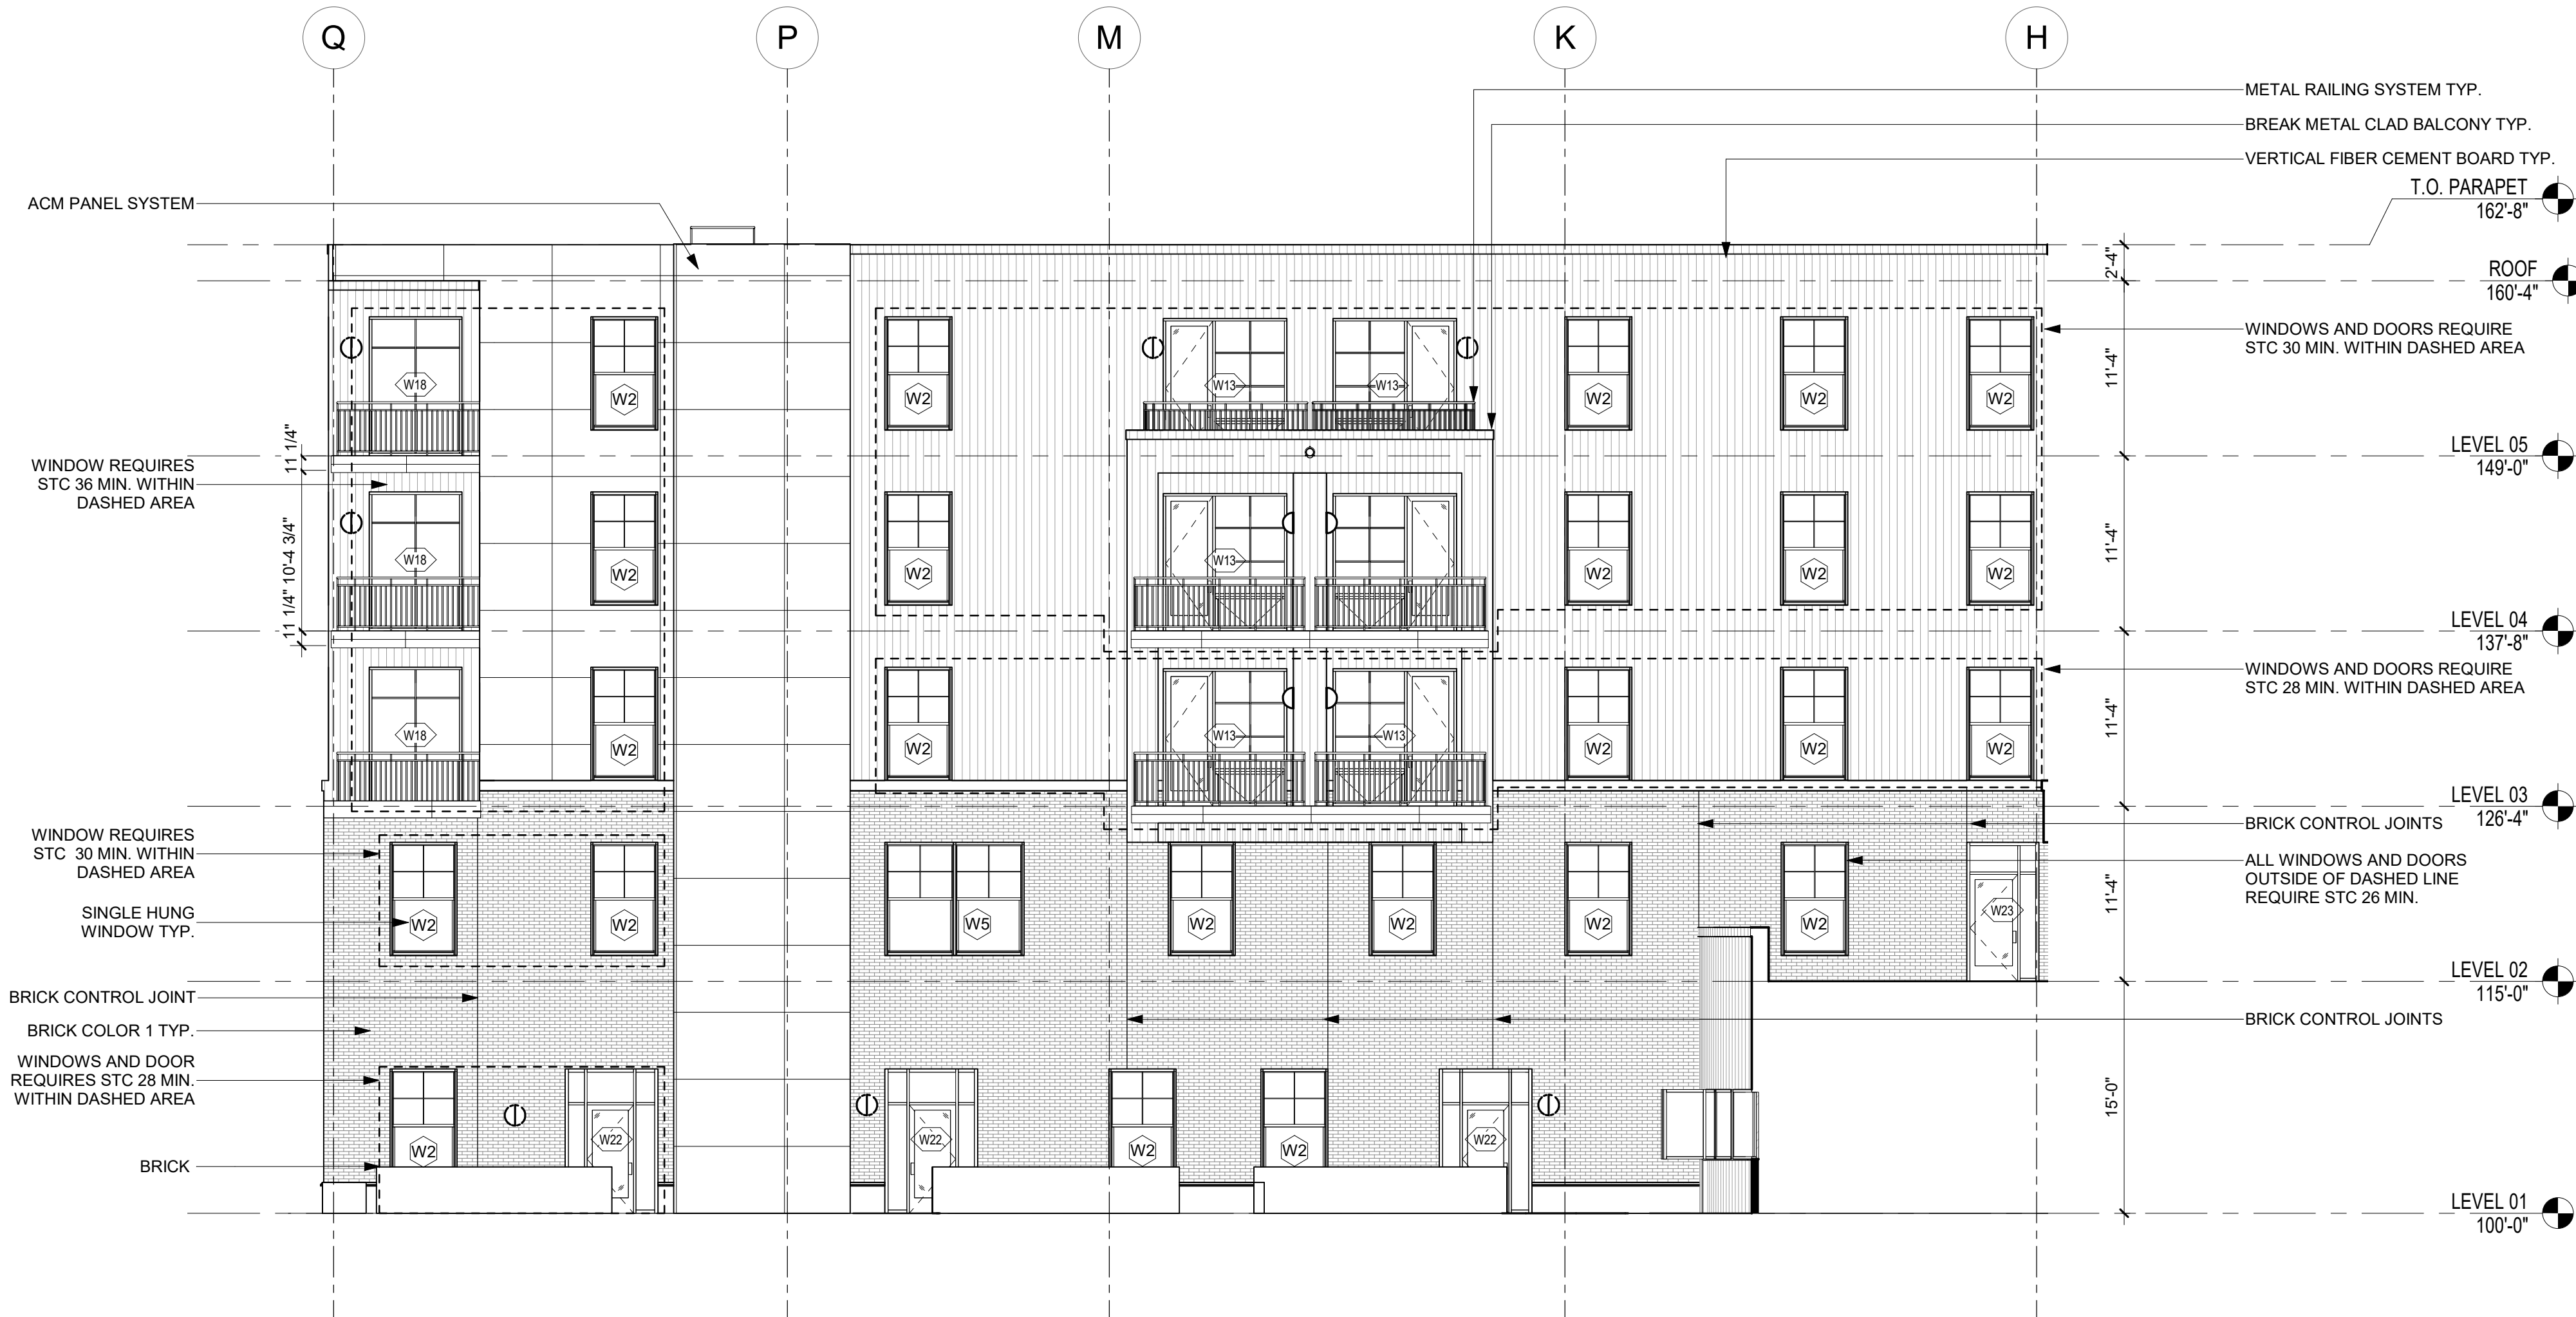 Q
P
M
K
H
METAL RAILING SYSTEM TYP.
BREAK METAL CLAD BALCONY TYP.
VERTICAL FIBER CEMENT BOARD TYP.
T.O. PARAPET
162'-8"
ACM PANEL SYSTEM
2'-4"
ROOF
160'-4"
WINDOWS AND DOORS REQUIRE
STC 30 MIN. WITHIN DASHED AREA
11'-4"
W18
W2
W2
W13
W13
W2
W2
W2
11 1/4"
WINDOW REQUIRES
STC 36 MIN. WITHIN
DASHED AREA
LEVEL 05
149'-0"
10'-4 3/4"
11'-4"
W18
W2
W2
W13
W2
W2
W2
11 1/4"
LEVEL 04
137'-8"
WINDOWS AND DOORS REQUIRE
STC 28 MIN. WITHIN DASHED AREA
11'-4"
W18
W2
W2
W13
W13
W2
W2
W2
LEVEL 03
126'-4"
WINDOW REQUIRES
STC 30 MIN. WITHIN
DASHED AREA
BRICK CONTROL JOINTS
ALL WINDOWS AND DOORS
OUTSIDE OF DASHED LINE
REQUIRE STC 26 MIN.
11'-4"
SINGLE HUNG
WINDOW TYP.
W2
W2
W5
W2
W2
W2
W2
W23
LEVEL 02
115'-0"
BRICK CONTROL JOINT
BRICK COLOR 1 TYP.
BRICK CONTROL JOINTS
WINDOWS AND DOOR
REQUIRES STC 28 MIN.
WITHIN DASHED AREA
15'-0"
W2
W22
W22
W2
W2
W22
BRICK
LEVEL 01
100'-0"